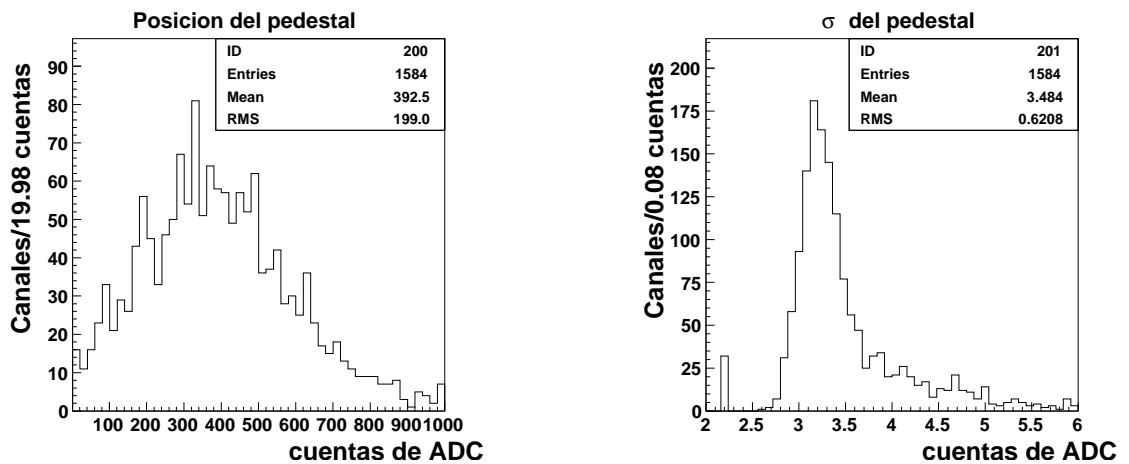 Posicion del pedestal
ID 200
Entries 1584
Mean 392.5
RMS 199.0
Canales/19.98 cuentas
90
80
70
60
50
40
30
20
10
0
100 200 300 400 500 600 700 800 900 1000
cuentas de ADC
σ del pedestal
ID 201
Entries 1584
Mean 3.484
RMS 0.6208
Canales/0.08 cuentas
200
175
150
125
100
75
50
25
0
2 2.5 3 3.5 4 4.5 5 5.5 6
cuentas de ADC